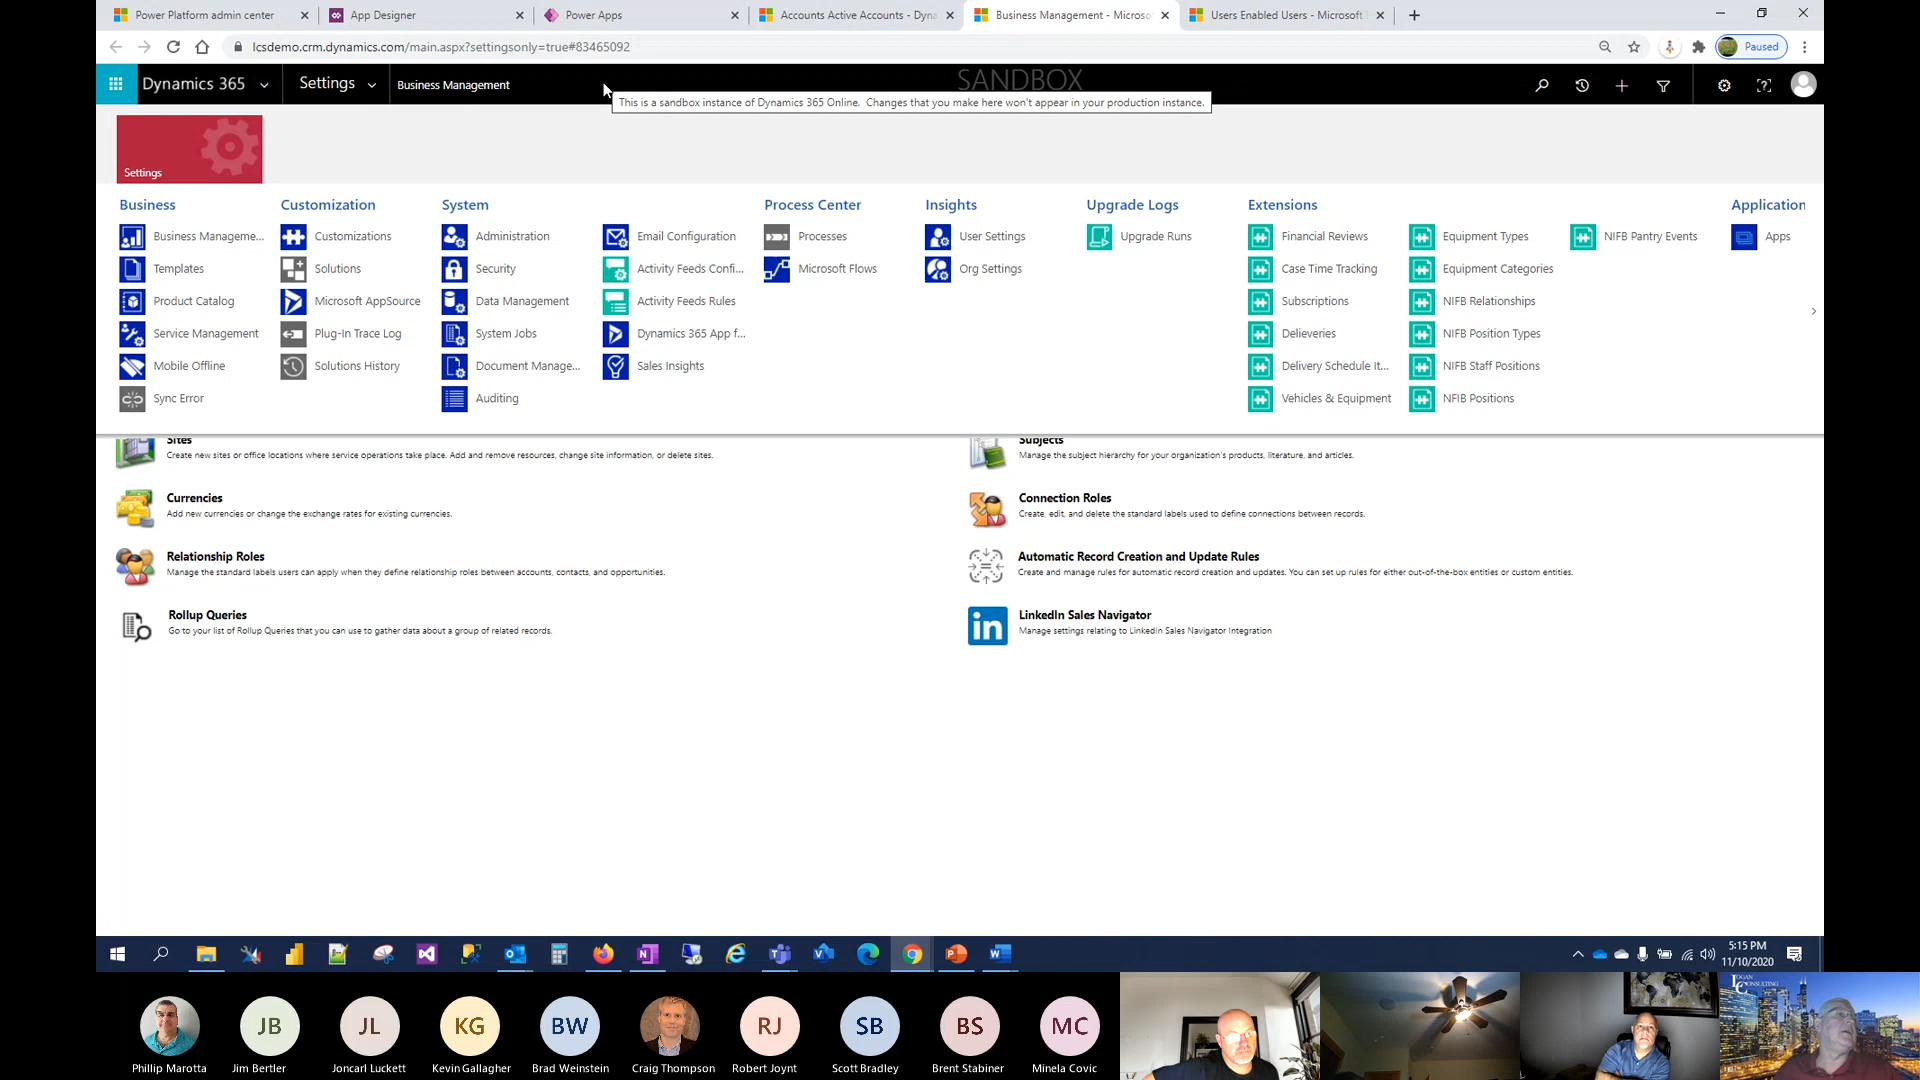 Power Platform admin center
App Designer
Power Apps
Accounts Active Accounts - Dyna
Business Management - Microso
Users Enabled Users - Microsoft
lcsdemo.crm.dynamics.com/main.aspx?settingsonly=true#83465092
Paused
Dynamics 365
Settings
Business Management
SANDBOX
This is a sandbox instance of Dynamics 365 Online. Changes that you make here won't appear in your production instance.
Settings
Business
Business Manageme...
Templates
Product Catalog
Service Management
Mobile Offline
Sync Error
Customization
Customizations
Solutions
Microsoft AppSource
Plug-In Trace Log
Solutions History
System
Administration
Security
Data Management
System Jobs
Document Manage...
Auditing
Email Configuration
Activity Feeds Confi...
Activity Feeds Rules
Dynamics 365 App f...
Sales Insights
Process Center
Processes
Microsoft Flows
Insights
User Settings
Org Settings
Upgrade Logs
Upgrade Runs
Extensions
Financial Reviews
Case Time Tracking
Subscriptions
Delieveries
Delivery Schedule It...
Vehicles & Equipment
Equipment Types
Equipment Categories
NIFB Relationships
NIFB Position Types
NIFB Staff Positions
NFIB Positions
NIFB Pantry Events
Application
Apps
Sites
Create new sites or office locations where service operations take place. Add and remove resources, change site information, or delete sites.
Subjects
Manage the subject hierarchy for your organization's products, literature, and articles.
Currencies
Add new currencies or change the exchange rates for existing currencies.
Connection Roles
Create, edit, and delete the standard labels used to define connections between records.
Relationship Roles
Manage the standard labels users can apply when they define relationship roles between accounts, contacts, and opportunities.
Automatic Record Creation and Update Rules
Create and manage rules for automatic record creation and updates. You can set up rules for either out-of-the-box entities or custom entities.
Rollup Queries
Go to your list of Rollup Queries that you can use to gather data about a group of related records.
LinkedIn Sales Navigator
Manage settings relating to LinkedIn Sales Navigator Integration
5:15 PM
11/10/2020
JB
JL
KG
BW
RJ
SB
BS
MC
Phillip Marotta
Jim Bertler
Joncarl Luckett
Kevin Gallagher
Brad Weinstein
Craig Thompson
Robert Joynt
Scott Bradley
Brent Stabiner
Minela Covic